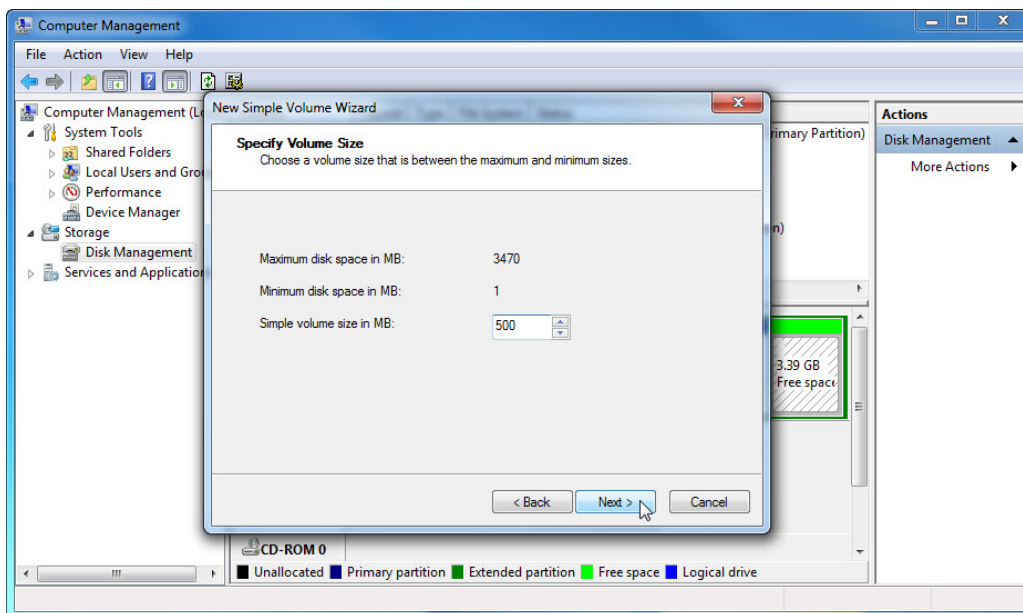 Computer Management
File Action View Help
Computer Management (Lo
System Tools
Shared Folders
Local Users and Grou
Performance
Device Manager
Storage
Disk Management
Services and Application
New Simple Volume Wizard
Specify Volume Size
Choose a volume size that is between the maximum and minimum sizes.
Maximum disk space in MB: 3470
Minimum disk space in MB: 1
Simple volume size in MB: 500
< Back Next > Cancel
rimary Partition)
n)
3.39 GB
Free space
CD-ROM 0
Unallocated Primary partition Extended partition Free space Logical drive
Actions
Disk Management
More Actions